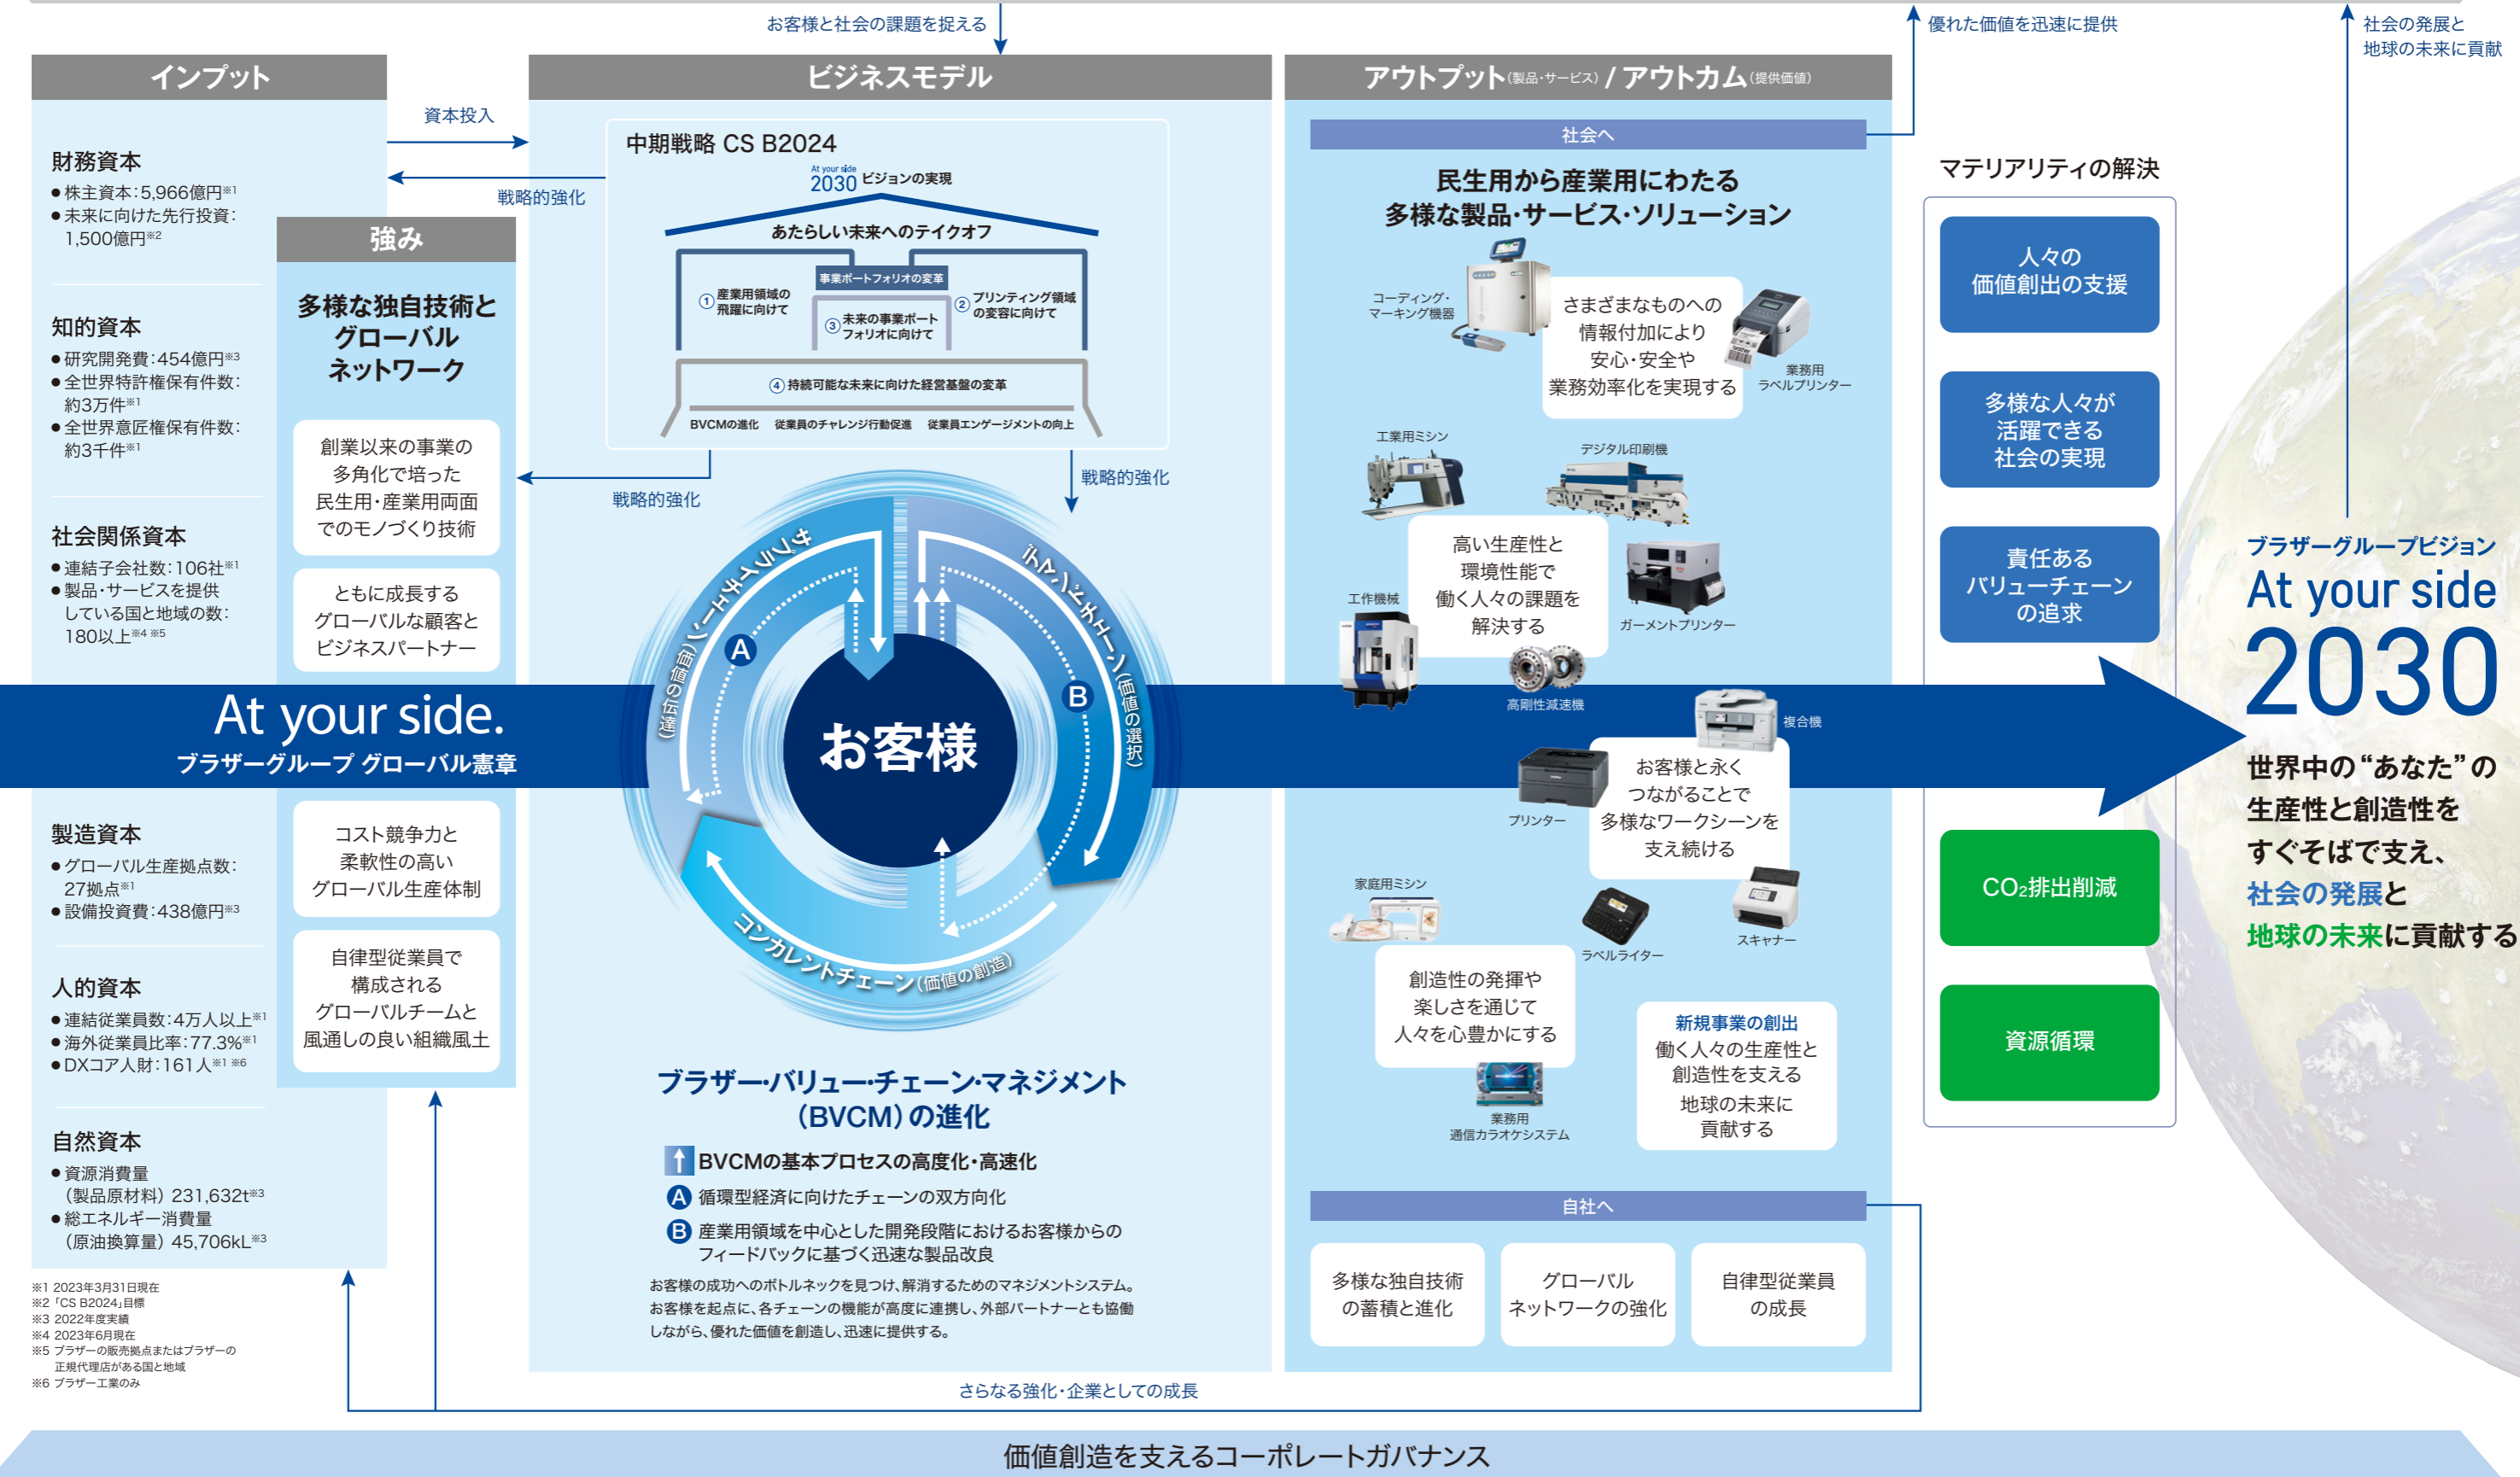 お客様と社会の課題を捉える
優れた価値を迅速に提供
社会の発展と
地球の未来に貢献
インプット
財務資本
●株主資本:5,966億円※1
●未来に向けた先行投資:
1,500億円※2
知的資本
●研究開発費:454億円※3
●全世界特許権保有件数:
約3万件※1
●全世界意匠権保有件数:
約3千件※1
社会関係資本
●連結子会社数:106社※1
●製品・サービスを提供
している国と地域の数:
180以上※4 ※5
At your side.
ブラザーグループ グローバル憲章
製造資本
●グローバル生産拠点数:
27拠点※1
●設備投資費:438億円※3
人的資本
●連結従業員数:4万人以上※1
●海外従業員比率:77.3%※1
●DXコア人財:161人※1 ※6
自然資本
●資源消費量
(製品原材料) 231,632t※3
●総エネルギー消費量
(原油換算量) 45,706kL※3
※1 2023年3月31日現在
※2 「CS B2024」目標
※3 2022年度実績
※4 2023年6月現在
※5 ブラザーの販売拠点またはブラザーの
正規代理店がある国と地域
※6 ブラザー工業のみ
強み
多様な独自技術と
グローバル
ネットワーク
創業以来の事業の
多角化で培った
民生用・産業用両面
でのモノづくり技術
ともに成長する
グローバルな顧客と
ビジネスパートナー
コスト競争力と
柔軟性の高い
グローバル生産体制
自律型従業員で
構成される
グローバルチームと
風通しの良い組織風土
資本投入
戦略的強化
ビジネスモデル
中期戦略 CS B2024
At your side
2030 ビジョンの実現
あたらしい未来へのテイクオフ
事業ポートフォリオの変革
① 産業用領域の
飛躍に向けて
② プリンティング領域
の変容に向けて
③ 未来の事業ポート
フォリオに向けて
④ 持続可能な未来に向けた経営基盤の変革
BVCMの進化 従業員のチャレンジ行動促進 従業員エンゲージメントの向上
戦略的強化
戦略的強化
サプライチェーン(価値の伝達)
デマンドチェーン(価値の選択)
コンカレントチェーン(価値の創造)
A
B
お客様
ブラザー・バリュー・チェーン・マネジメント
(BVCM)の進化
BVCMの基本プロセスの高度化・高速化
A 循環型経済に向けたチェーンの双方向化
B 産業用領域を中心とした開発段階におけるお客様からの
フィードバックに基づく迅速な製品改良
お客様の成功へのボトルネックを見つけ、解消するためのマネジメントシステム。
お客様を起点に、各チェーンの機能が高度に連携し、外部パートナーとも協働
しながら、優れた価値を創造し、迅速に提供する。
アウトプット(製品・サービス) / アウトカム(提供価値)
社会へ
民生用から産業用にわたる
多様な製品・サービス・ソリューション
コーディング・
マーキング機器
さまざまなものへの
情報付加により
安心・安全や
業務効率化を実現する
業務用
ラベルプリンター
工業用ミシン
デジタル印刷機
高い生産性と
環境性能で
働く人々の課題を
解決する
工作機械
ガーメントプリンター
高剛性減速機
複合機
お客様と永く
つながることで
多様なワークシーンを
支え続ける
プリンター
家庭用ミシン
ラベルライター
スキャナー
創造性の発揮や
楽しさを通じて
人々を心豊かにする
業務用
通信カラオケシステム
新規事業の創出
働く人々の生産性と
創造性を支える
地球の未来に
貢献する
自社へ
多様な独自技術
の蓄積と進化
グローバル
ネットワークの強化
自律型従業員
の成長
マテリアリティの解決
人々の
価値創出の支援
多様な人々が
活躍できる
社会の実現
責任ある
バリューチェーン
の追求
CO₂排出削減
資源循環
ブラザーグループビジョン
At your side
2030
世界中の“あなた”の
生産性と創造性を
すぐそばで支え、
社会の発展と
地球の未来に貢献する
さらなる強化・企業としての成長
価値創造を支えるコーポレートガバナンス